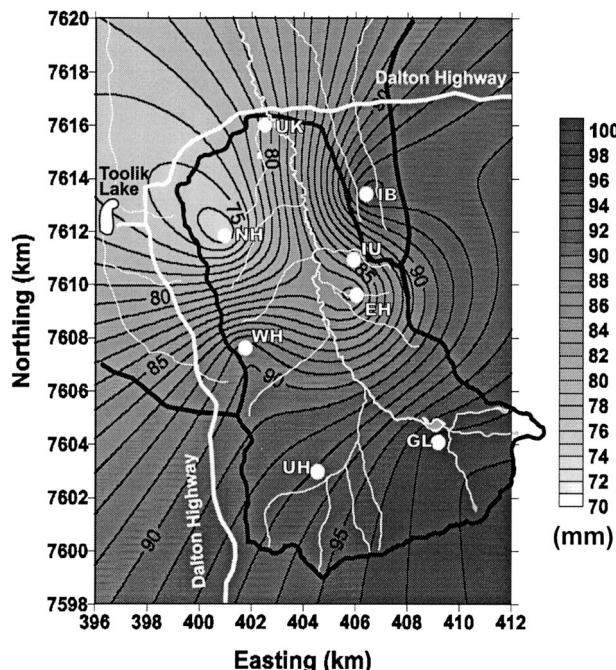 7620
7618
7616
7614
7612
7610
7608
7606
7604
7602
7600
7598
Northing (km)
396 398 400 402 404 406 408 410 412
Easting (km)
Dalton Highway
90
UK
80
Toolik
Lake
IB
75
NH
IU
85
90
EH
80
WH
85
90
GL
UH
Dalton Highway
90
95
100
98
96
94
92
90
88
86
84
82
80
78
76
74
72
70
(mm)